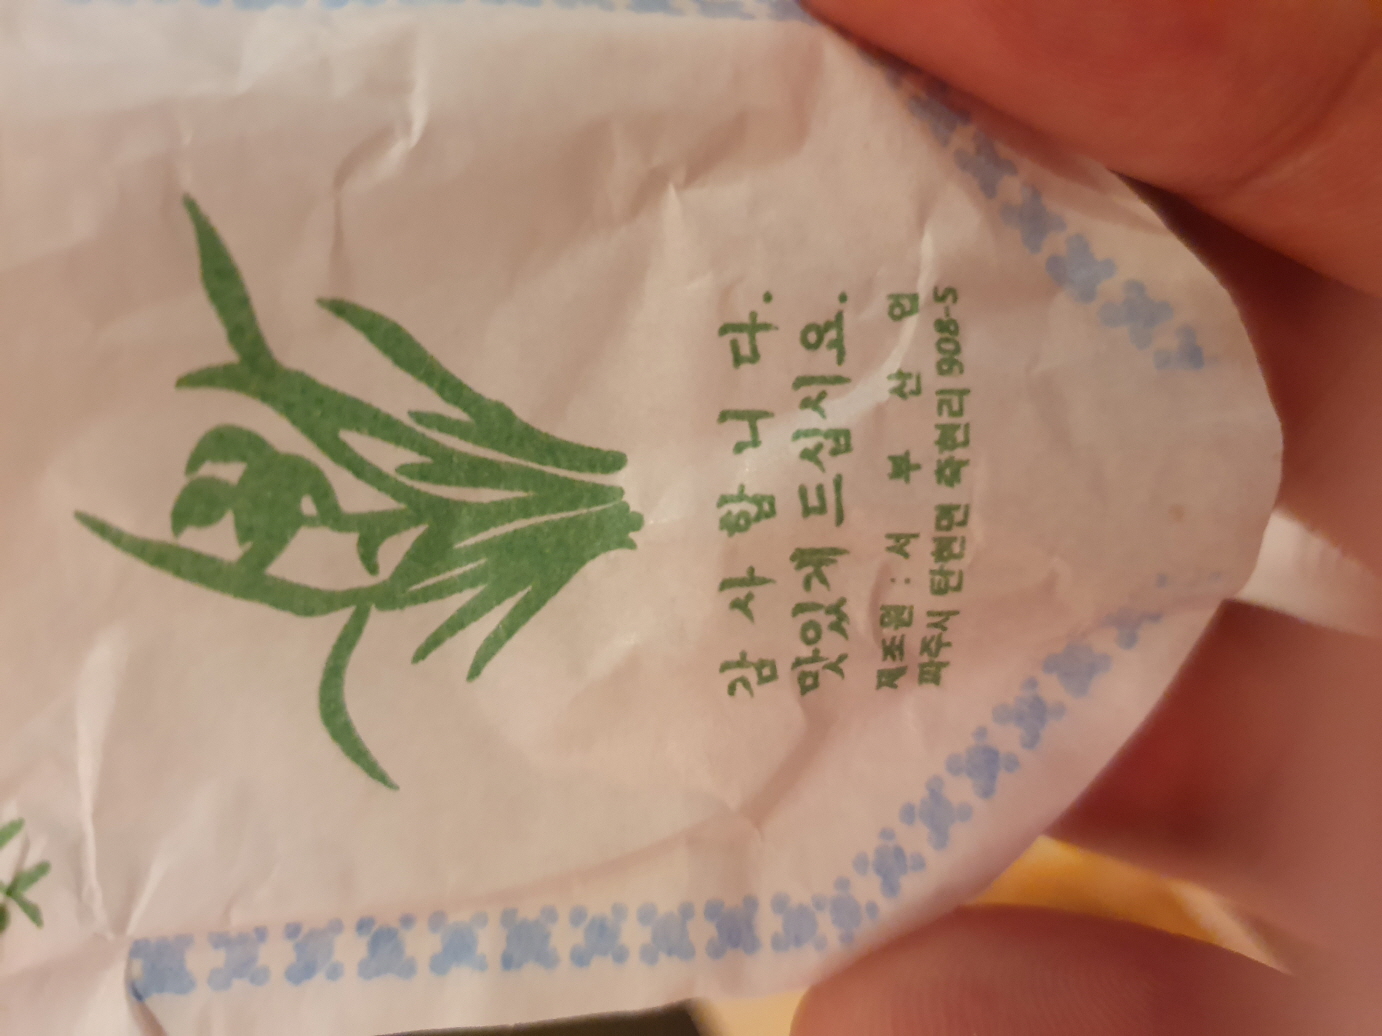 감 사 합 니 다.
맛있게 드십시요.
제조원 : 서 부 산 업
파주시 탄현면 축현리 908-5